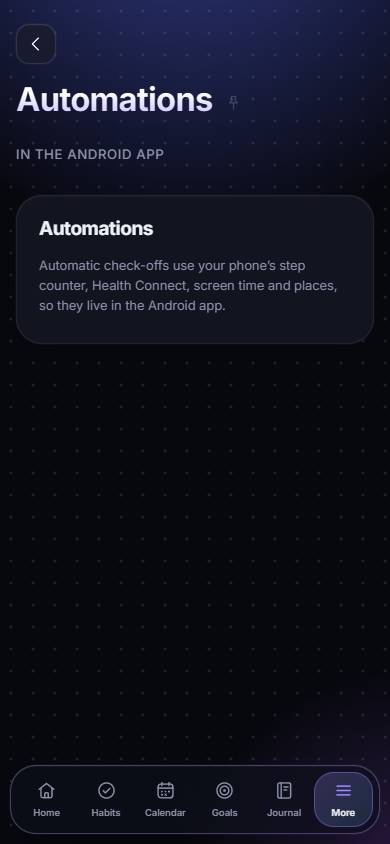 Automations
IN THE ANDROID APP
Automations
Automatic check-offs use your phone’s step
counter, Health Connect, screen time and places,
so they live in the Android app.
Home
Habits
Calendar
Goals
Journal
More